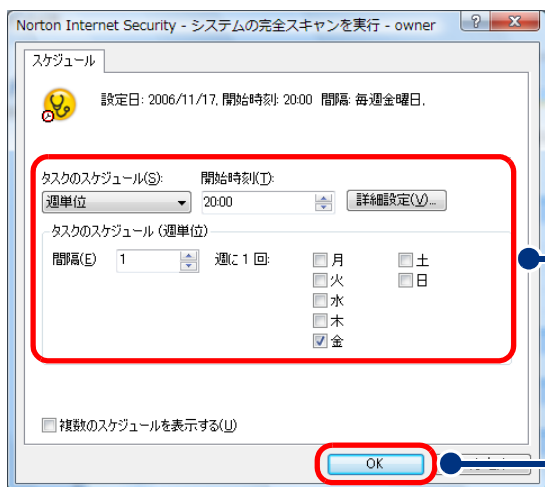 Norton Internet Security - システムの完全スキャンを実行 - owner
スケジュール
設定日: 2006/11/17, 開始時刻: 20:00 間隔: 毎週金曜日,
タスクのスケジュール(S): 開始時刻(T):
週単位 20:00 詳細設定(V)...
タスクのスケジュール (週単位)
間隔(E) 1 週に 1 回: 月 土
火 日
水
木
金
複数のスケジュールを表示する(U)
OK